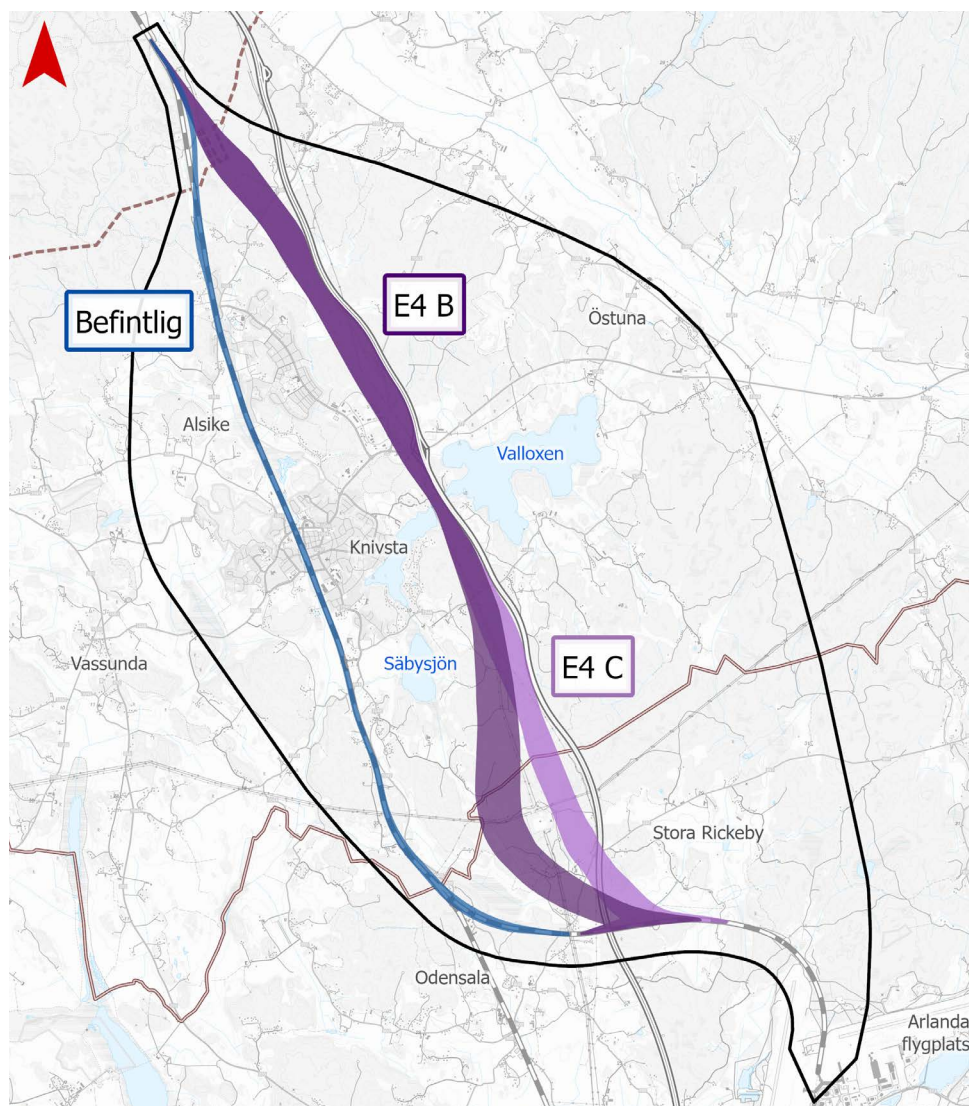 Befintlig
E4 B
Östuna
Alsike
Valloxen
Knivsta
Vassunda
Säbysjön
E4 C
Stora Rickeby
Odensala
Arlanda
flygplats